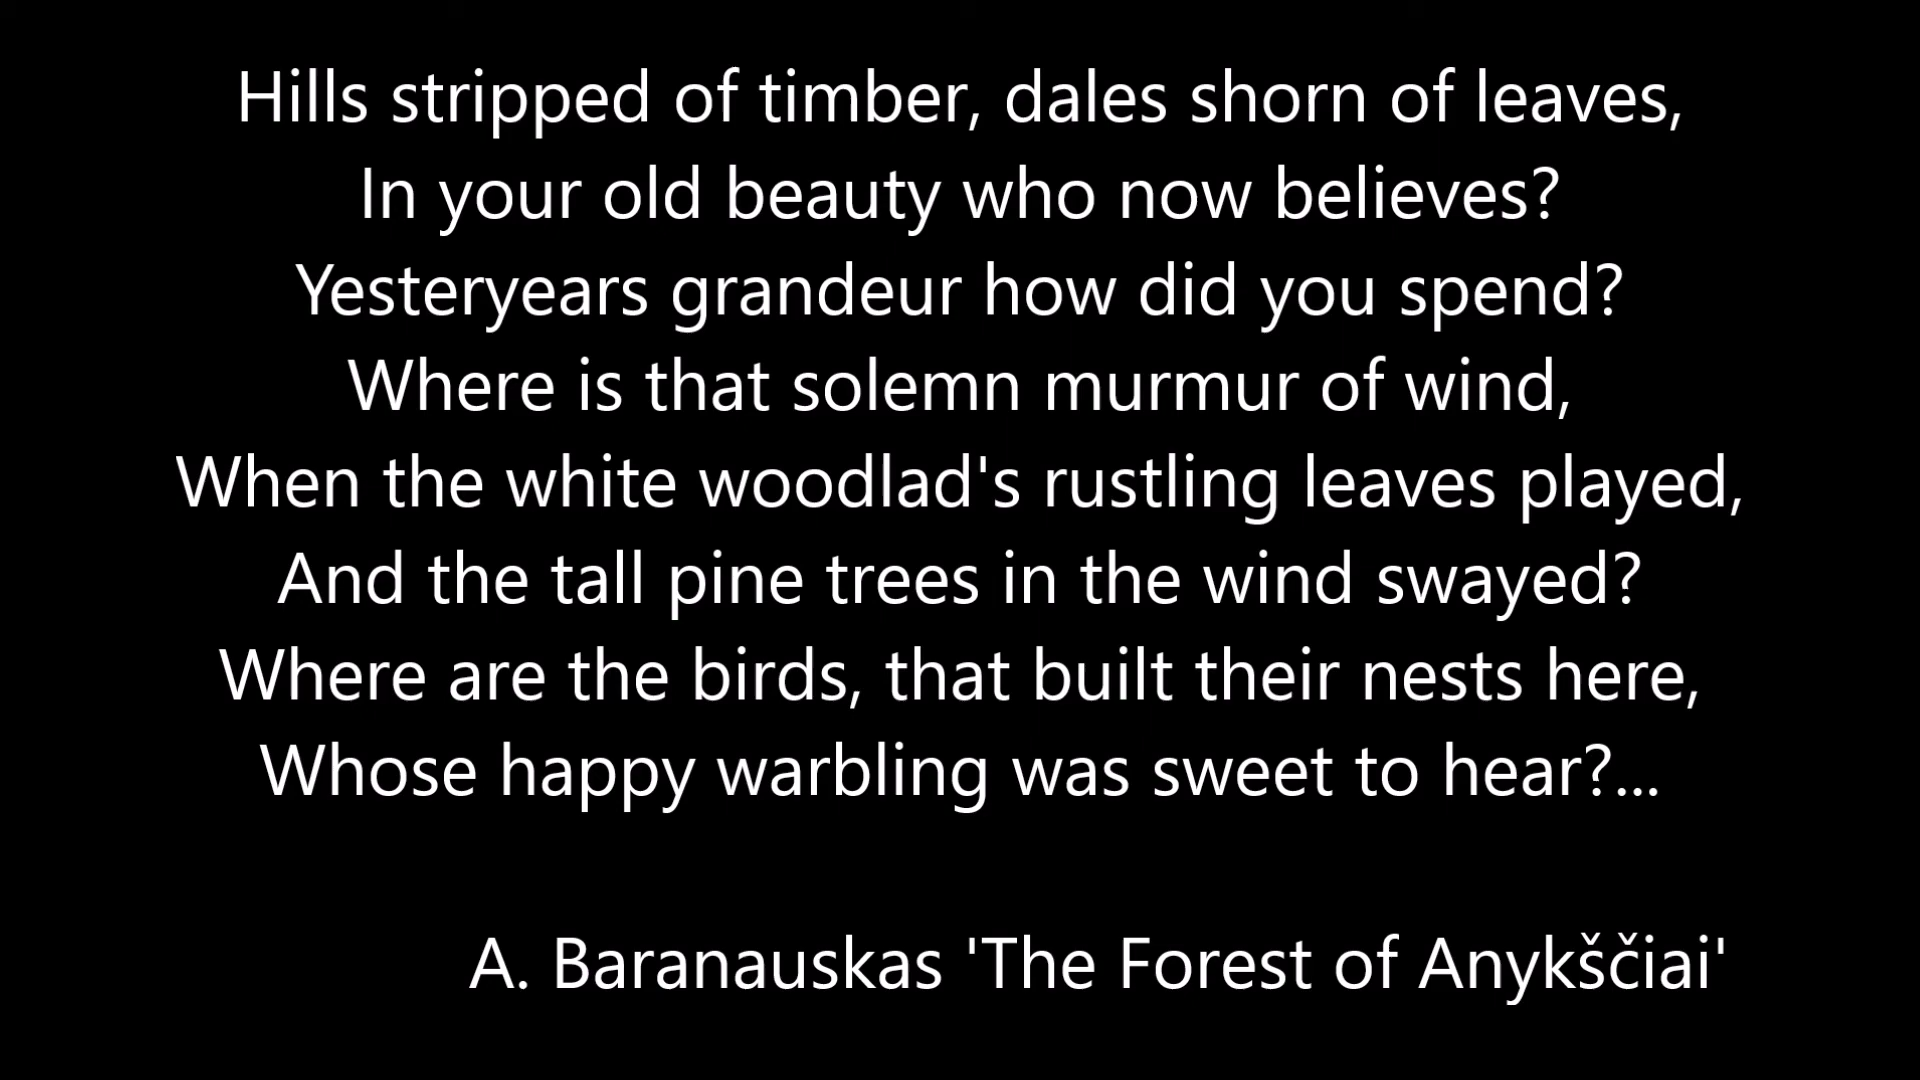 Hills stripped of timber, dales shorn of leaves,
In your old beauty who now believes?
Yesteryears grandeur how did you spend?
Where is that solemn murmur of wind,
When the white woodlad's rustling leaves played,
And the tall pine trees in the wind swayed?
Where are the birds, that built their nests here,
Whose happy warbling was sweet to hear?...
A. Baranauskas 'The Forest of Anykščiai'